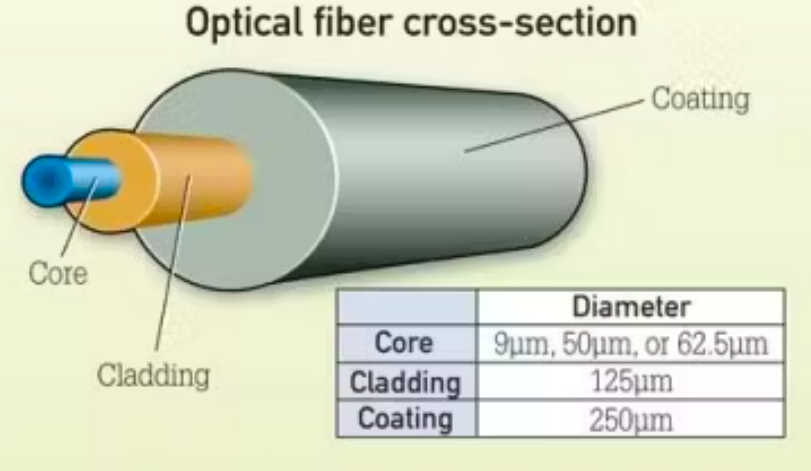 Optical fiber cross-section
Coating
Core
Cladding
Diameter
Core 9µm, 50µm, or 62.5µm
Cladding 125µm
Coating 250µm